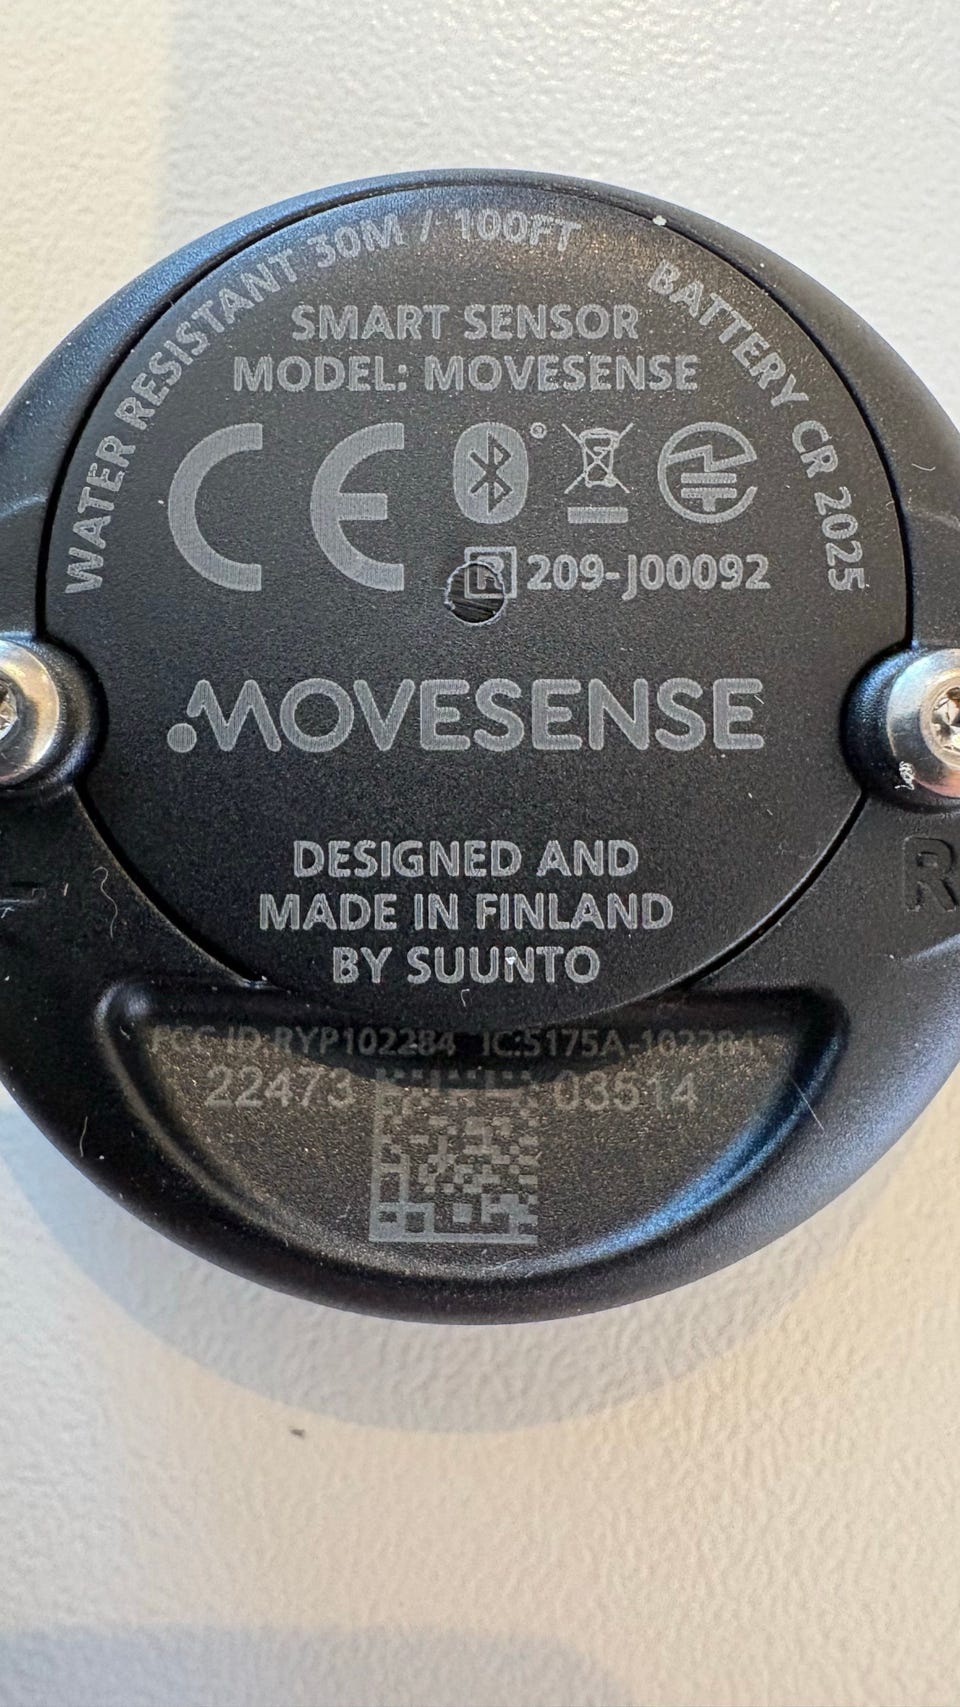 WATER RESISTANT 30M / 100FT
BATTERY CR 2025
SMART SENSOR
MODEL: MOVESENSE
CE
R 209-J00092
MOVESENSE
DESIGNED AND
MADE IN FINLAND
BY SUUNTO
R
FCC ID:RYP102284 IC:5175A-102284
22473 03514